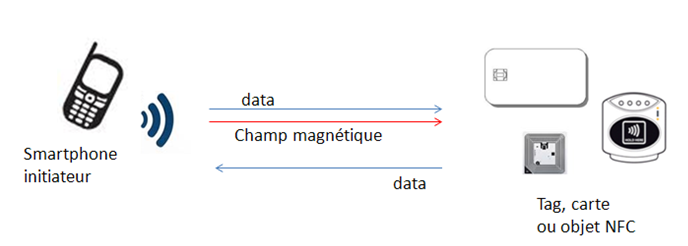 data
Champ magnétique
Smartphone
initiateur
data
Tag, carte
ou objet NFC